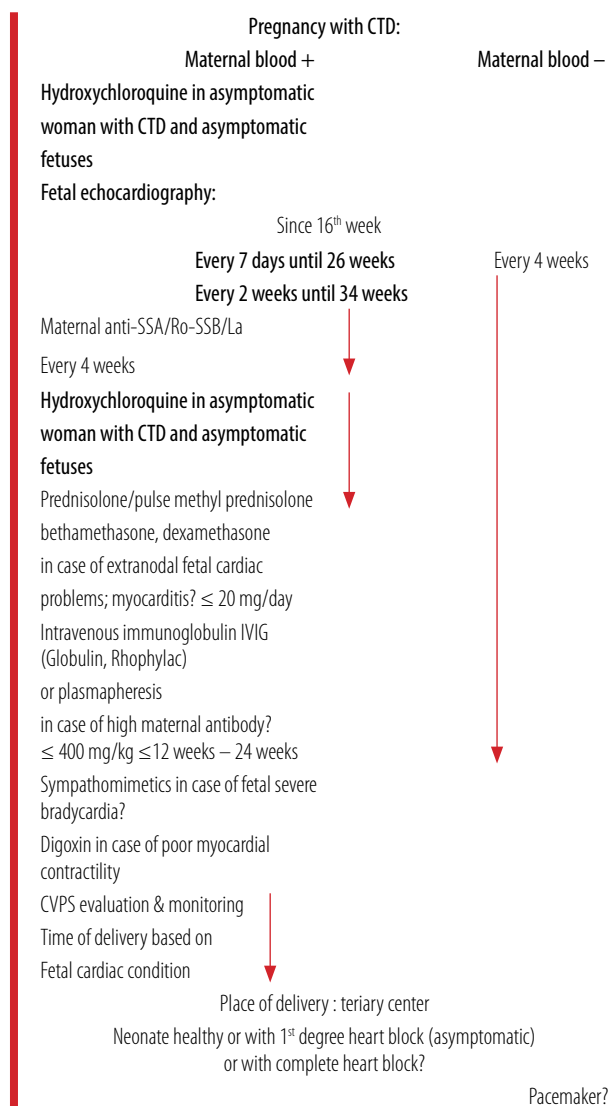 Pregnancy with CTD:
Maternal blood + Maternal blood –
Hydroxychloroquine in asymptomatic
woman with CTD and asymptomatic
fetuses
Fetal echocardiography:
Since 16th week
Every 7 days until 26 weeks Every 4 weeks
Every 2 weeks until 34 weeks
Maternal anti-SSA/Ro-SSB/La
Every 4 weeks
Hydroxychloroquine in asymptomatic
woman with CTD and asymptomatic
fetuses
Prednisolone/pulse methyl prednisolone
bethamethasone, dexamethasone
in case of extranodal fetal cardiac
problems; myocarditis? ≤ 20 mg/day
Intravenous immunoglobulin IVIG
(Globulin, Rhophylac)
or plasmapheresis
in case of high maternal antibody?
≤ 400 mg/kg ≤12 weeks – 24 weeks
Sympathomimetics in case of fetal severe
bradycardia?
Digoxin in case of poor myocardial
contractility
CVPS evaluation & monitoring
Time of delivery based on
Fetal cardiac condition
Place of delivery : teriary center
Neonate healthy or with 1st degree heart block (asymptomatic)
or with complete heart block?
Pacemaker?